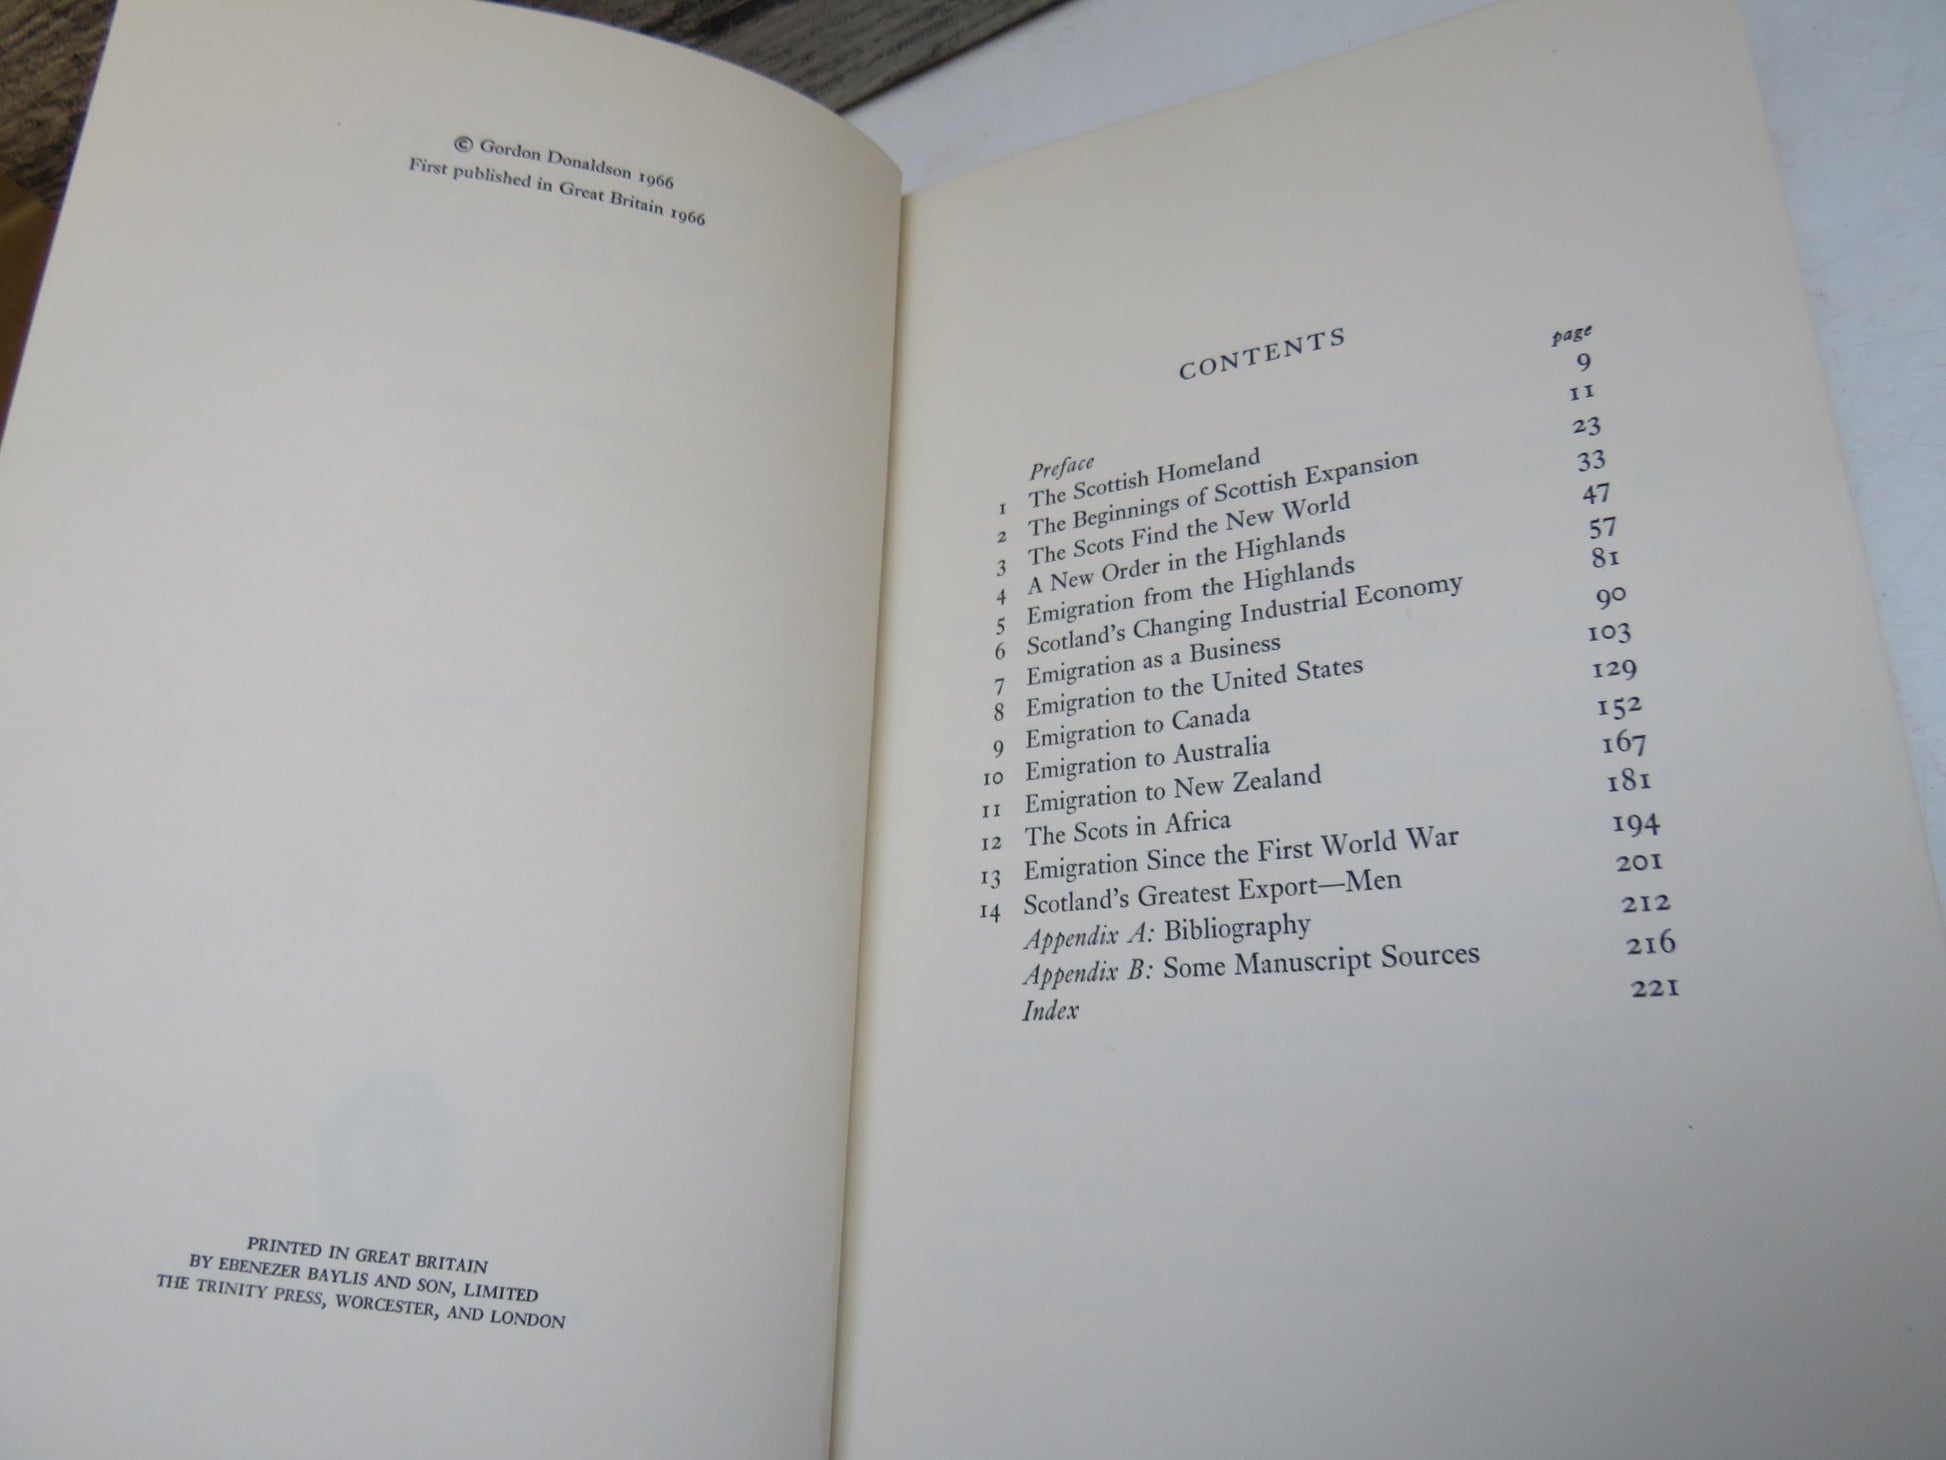 © Gordon Donaldson 1966
First published in Great Britain 1966
PRINTED IN GREAT BRITAIN
BY EBENEZER BAYLIS AND SON, LIMITED
THE TRINITY PRESS, WORCESTER, AND LONDON
CONTENTS
page
Preface 9
1 The Scottish Homeland 11
2 The Beginnings of Scottish Expansion 23
3 The Scots Find the New World 33
4 A New Order in the Highlands 47
5 Emigration from the Highlands 57
6 Scotland's Changing Industrial Economy 81
7 Emigration as a Business 90
8 Emigration to the United States 103
9 Emigration to Canada 129
10 Emigration to Australia 152
11 Emigration to New Zealand 167
12 The Scots in Africa 181
13 Emigration Since the First World War 194
14 Scotland's Greatest Export—Men 201
Appendix A: Bibliography 212
Appendix B: Some Manuscript Sources 216
Index 221